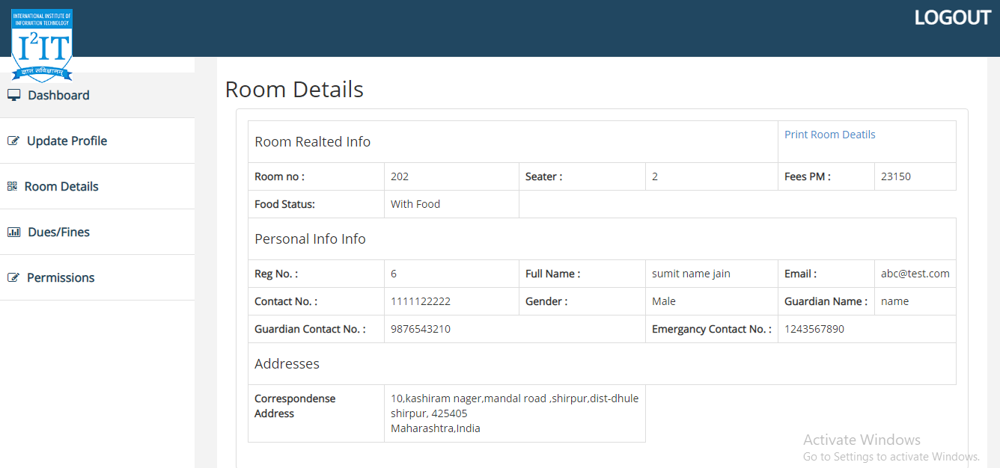 INTERNATIONAL INSTITUTE OF
INFORMATION TECHNOLOGY
I²IT
ज्ञानं सविज्ञानम्
LOGOUT
Dashboard
Update Profile
Room Details
Dues/Fines
Permissions
Room Details
Room Realted Info
Print Room Deatils
Room no : 202 Seater : 2 Fees PM : 23150
Food Status: With Food
Personal Info Info
Reg No. : 6 Full Name : sumit name jain Email : abc@test.com
Contact No. : 1111122222 Gender : Male Guardian Name : name
Guardian Contact No. : 9876543210 Emergancy Contact No. : 1243567890
Addresses
Correspondense
Address
10,kashiram nager,mandal road ,shirpur,dist-dhule
shirpur, 425405
Maharashtra,India
Activate Windows
Go to Settings to activate Windows.